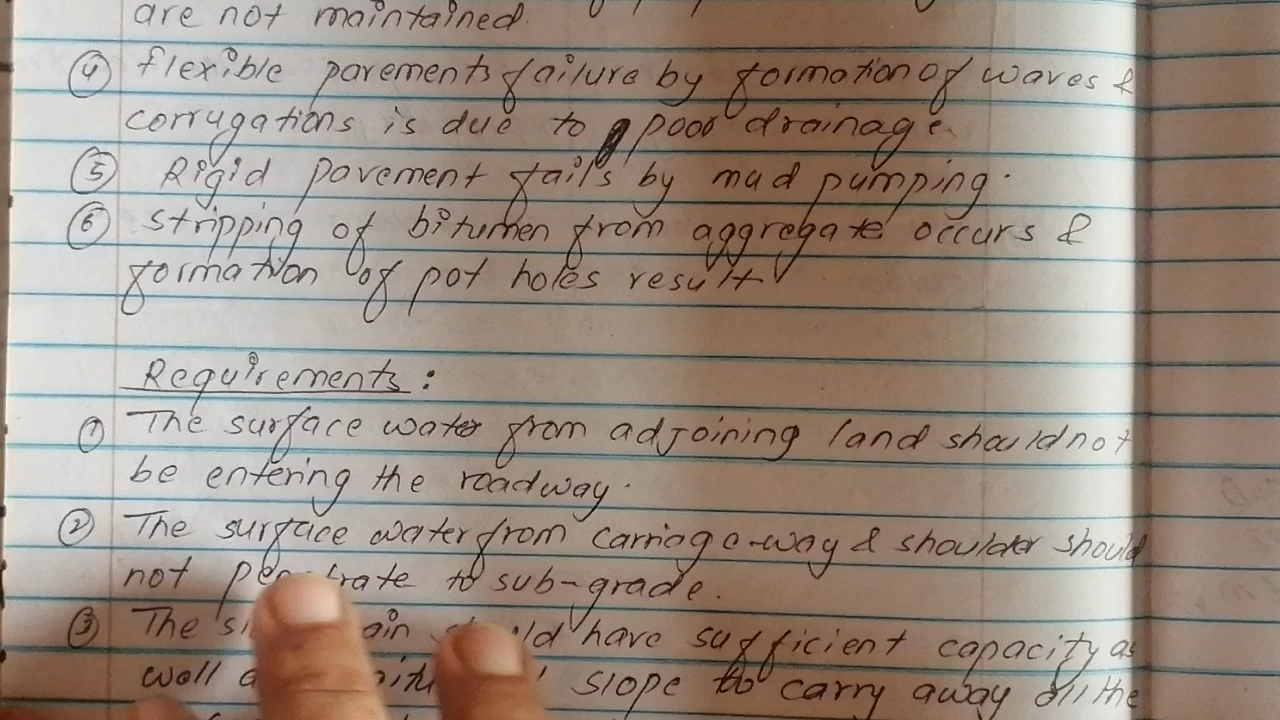 are not maintained.
④ flexible pavements failure by formation of waves &
corrugations is due to poor drainage.
⑤ Rigid pavement fails by mud pumping.
⑥ stripping of bitumen from aggregate occurs &
formation of pot holes result
Requirements :
① The surface water from adjoining land should not
be entering the roadway.
② The surface water from carriage-way & shoulder should
not to sub-grade.
③ The have sufficient capacity as
well slope to carry away all the